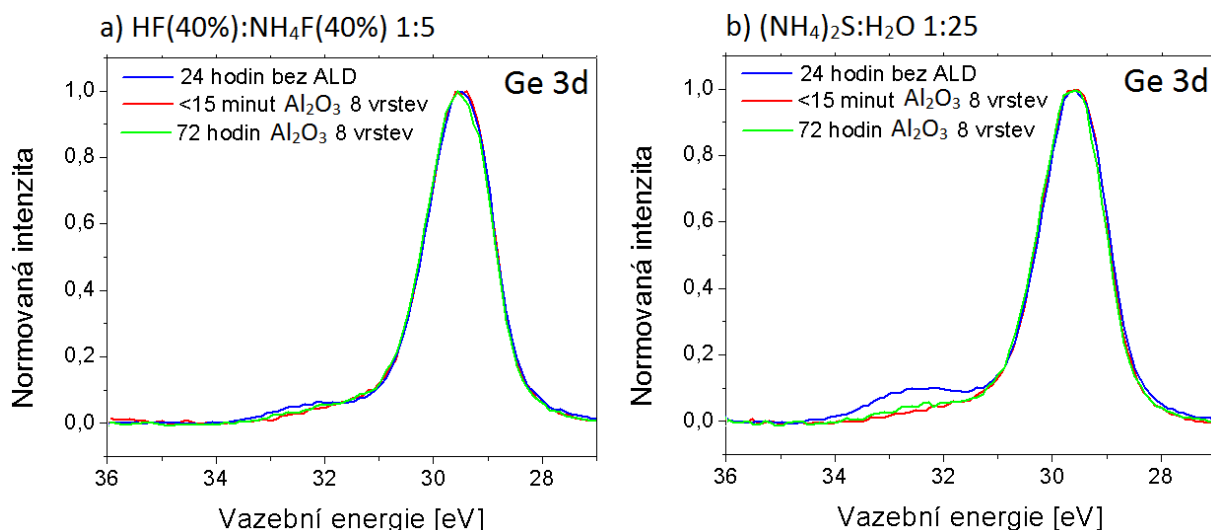 a) HF(40%):NH₄F(40%) 1:5
24 hodin bez ALD
<15 minut Al₂O₃ 8 vrstev
72 hodin Al₂O₃ 8 vrstev
Ge 3d
Normovaná intenzita
1,0
0,8
0,6
0,4
0,2
0,0
36 34 32 30 28
Vazební energie [eV]
b) (NH₄)₂S:H₂O 1:25
24 hodin bez ALD
<15 minut Al₂O₃ 8 vrstev
72 hodin Al₂O₃ 8 vrstev
Ge 3d
Normovaná intenzita
1,0
0,8
0,6
0,4
0,2
0,0
36 34 32 30 28
Vazební energie [eV]